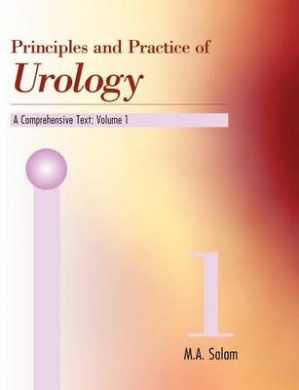 Principles and Practice of
Urology
A Comprehensive Text: Volume 1
1
M.A. Salam